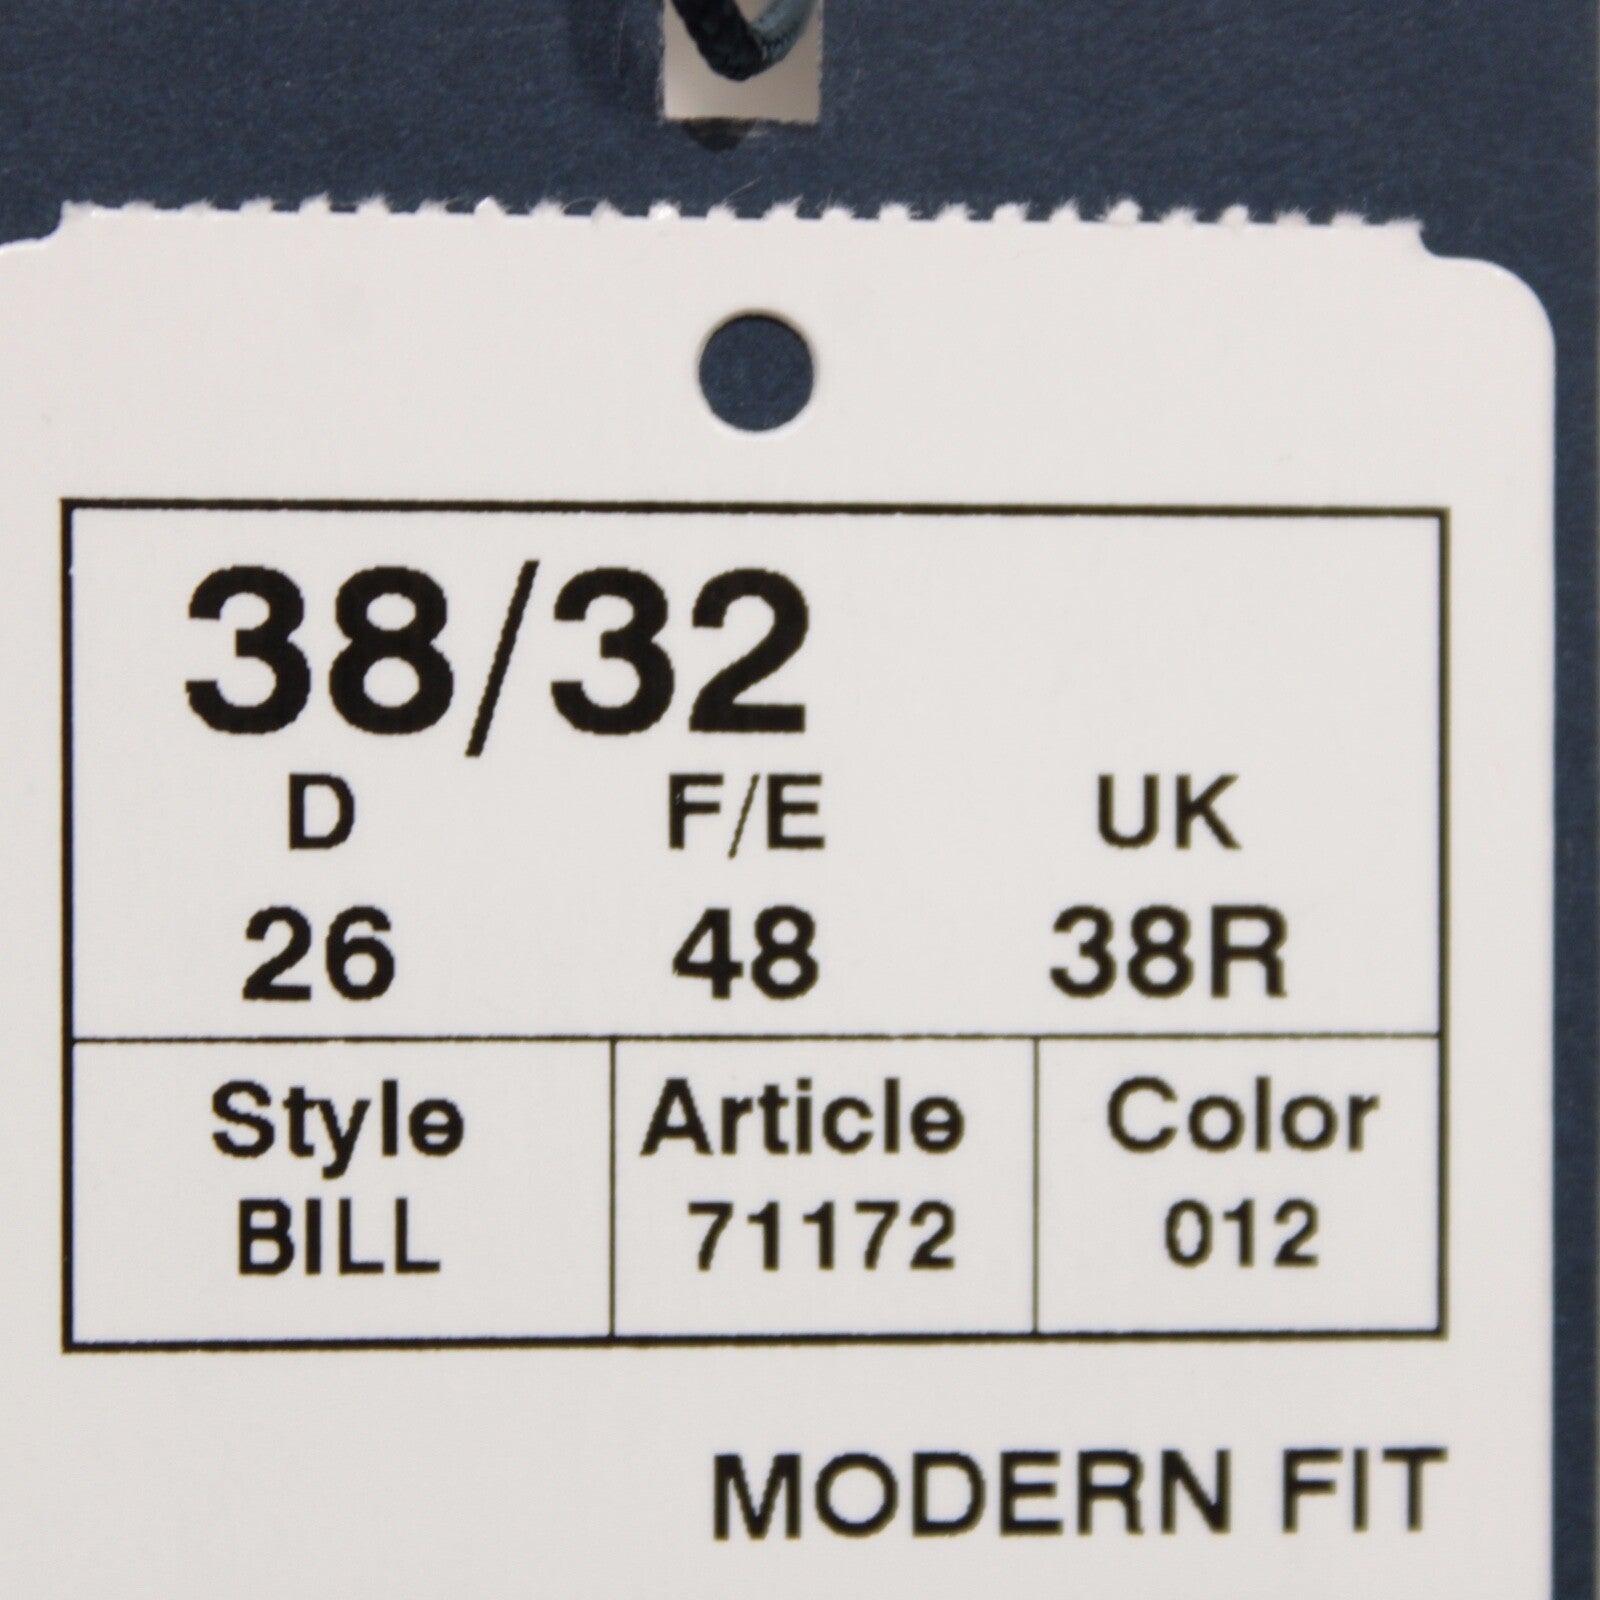 38/32
D F/E UK
26 48 38R
Style Article Color
BILL 71172 012
MODERN FIT